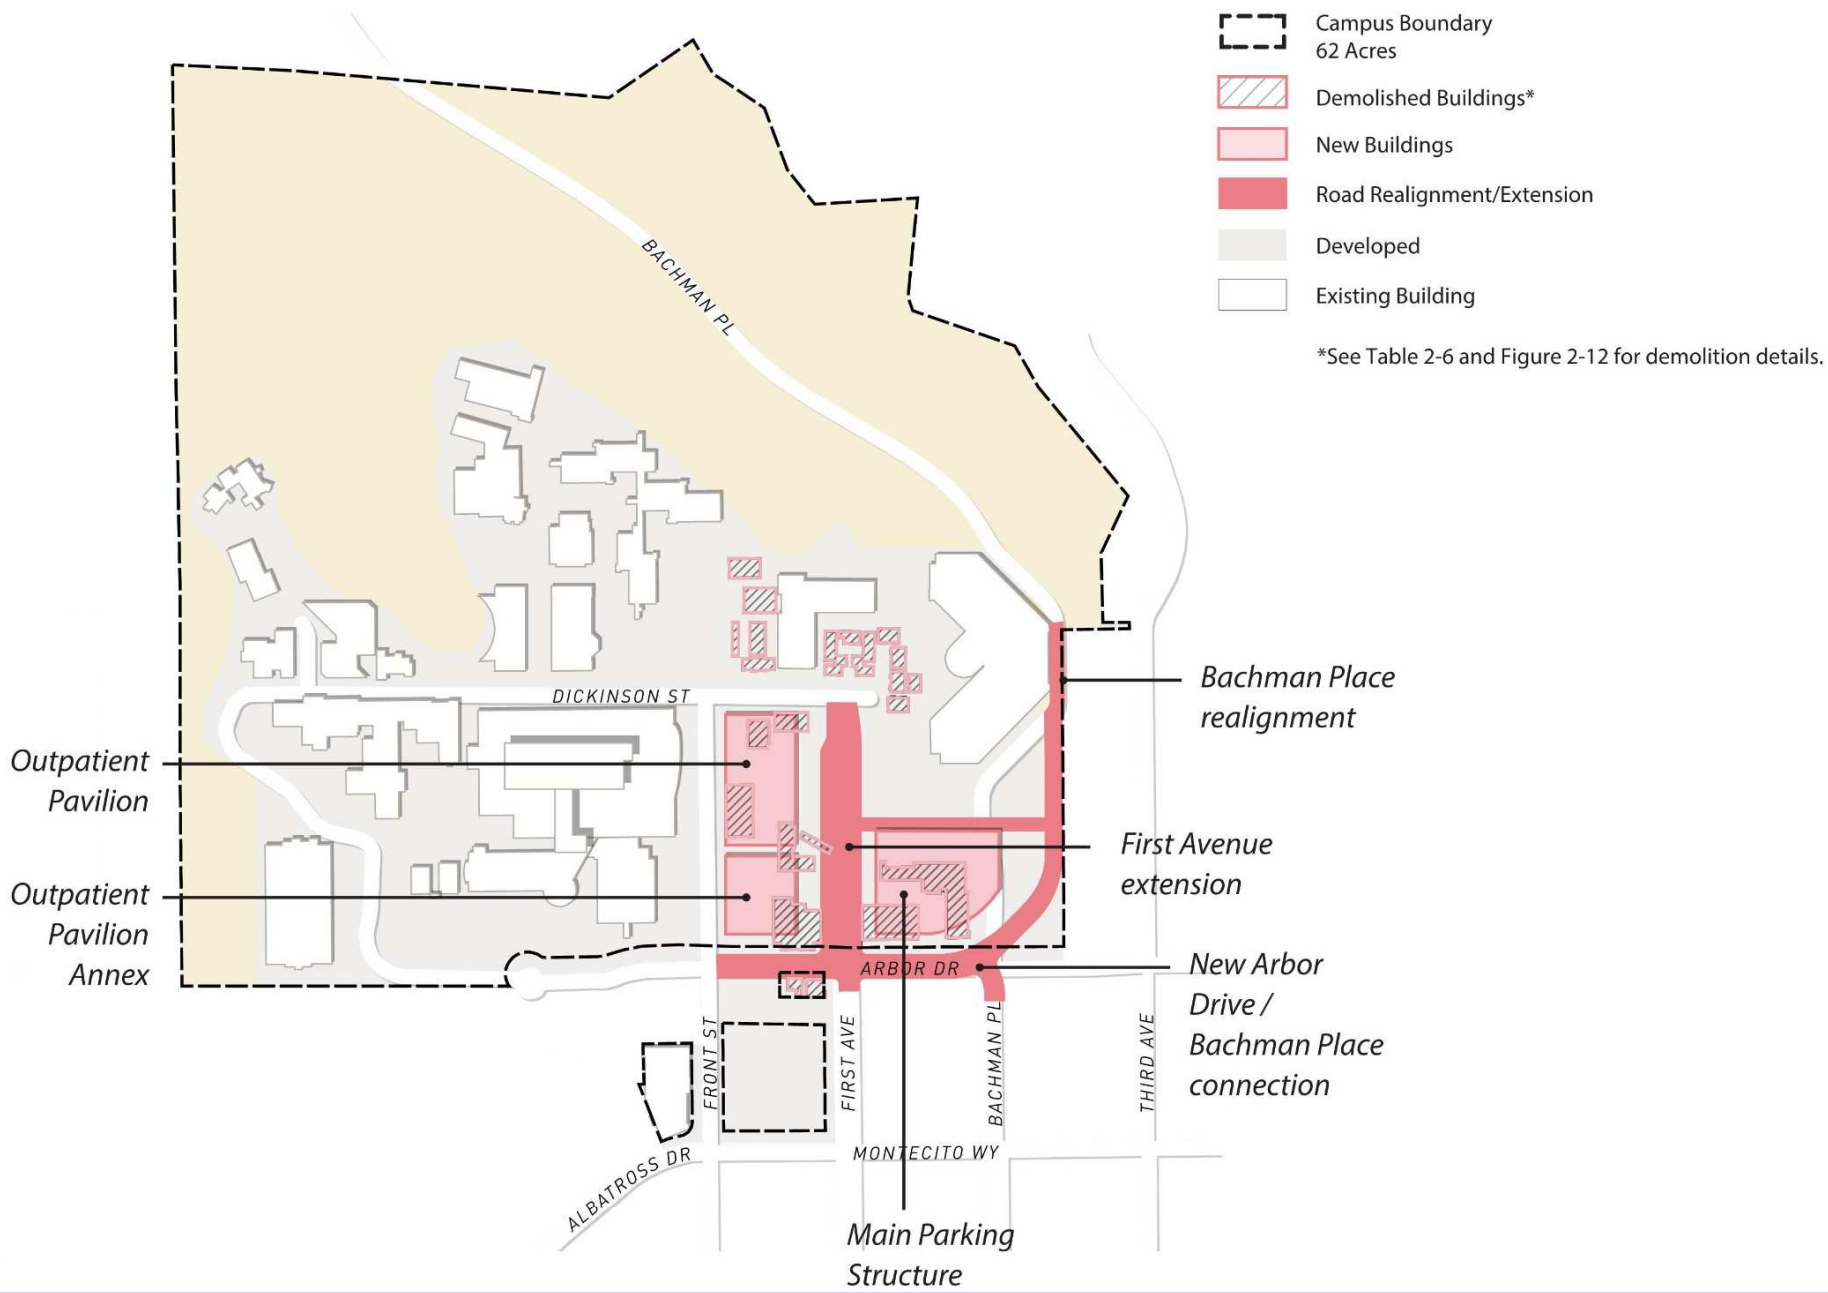 Campus Boundary
62 Acres
Demolished Buildings*
New Buildings
Road Realignment/Extension
Developed
Existing Building
*See Table 2-6 and Figure 2-12 for demolition details.
BACHMAN PL
DICKINSON ST
Bachman Place
realignment
Outpatient
Pavilion
First Avenue
extension
Outpatient
Pavilion
Annex
ARBOR DR
New Arbor
Drive /
Bachman Place
connection
FRONT ST
FIRST AVE
BACHMAN PL
THIRD AVE
MONTECITO WY
ALBATROSS DR
Main Parking
Structure